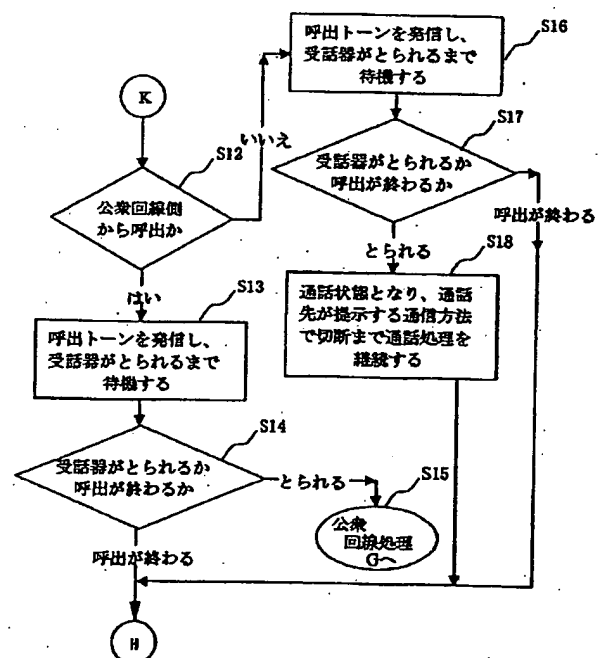 K
S12
公衆回線側
から呼出か
いいえ
はい
S13
呼出トーンを発信し、
受話器がとられるまで
待機する
S14
受話器がとられるか
呼出が終わるか
とられる
S15
公衆
回線処理
Gへ
呼出が終わる
H
S16
呼出トーンを発信し、
受話器がとられるまで
待機する
S17
受話器がとられるか
呼出が終わるか
呼出が終わる
とられる
S18
通話状態となり、通話
先が提示する通信方法
で切断まで通話処理を
継続する